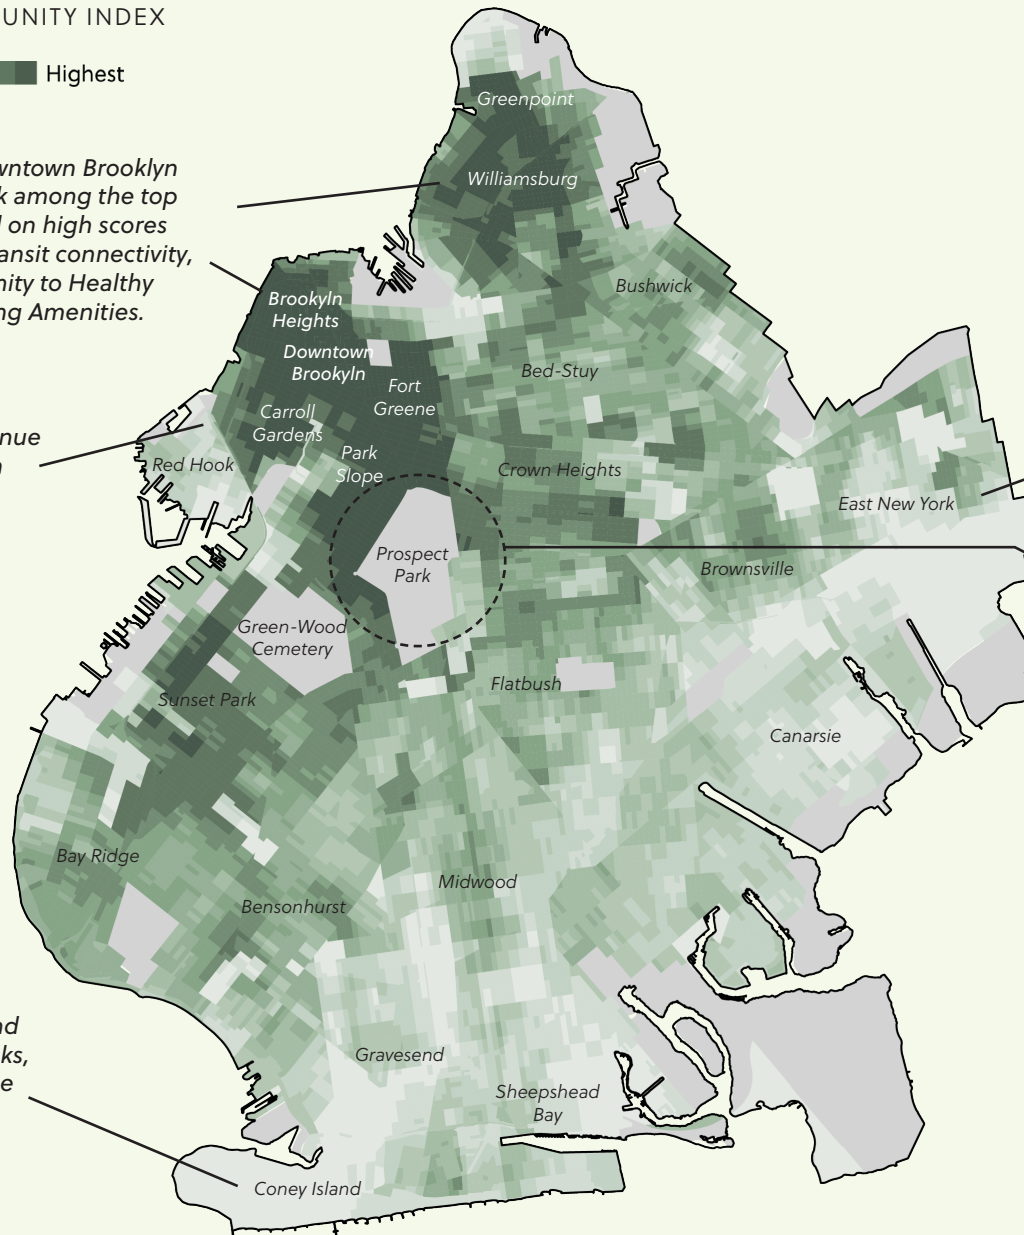 UNITY INDEX
Highest
wntown Brooklyn
k among the top
d on high scores
ransit connectivity,
nity to Healthy
ng Amenities.
nue
nd
ks,
e
Greenpoint
Williamsburg
Bushwick
Brookyln
Heights
Downtown
Brookyln
Fort
Greene
Bed-Stuy
Carroll
Gardens
Park
Slope
Red Hook
Crown Heights
East New York
Prospect
Park
Brownsville
Green-Wood
Cemetery
Flatbush
Sunset Park
Canarsie
Bay Ridge
Midwood
Bensonhurst
Gravesend
Sheepshead
Bay
Coney Island